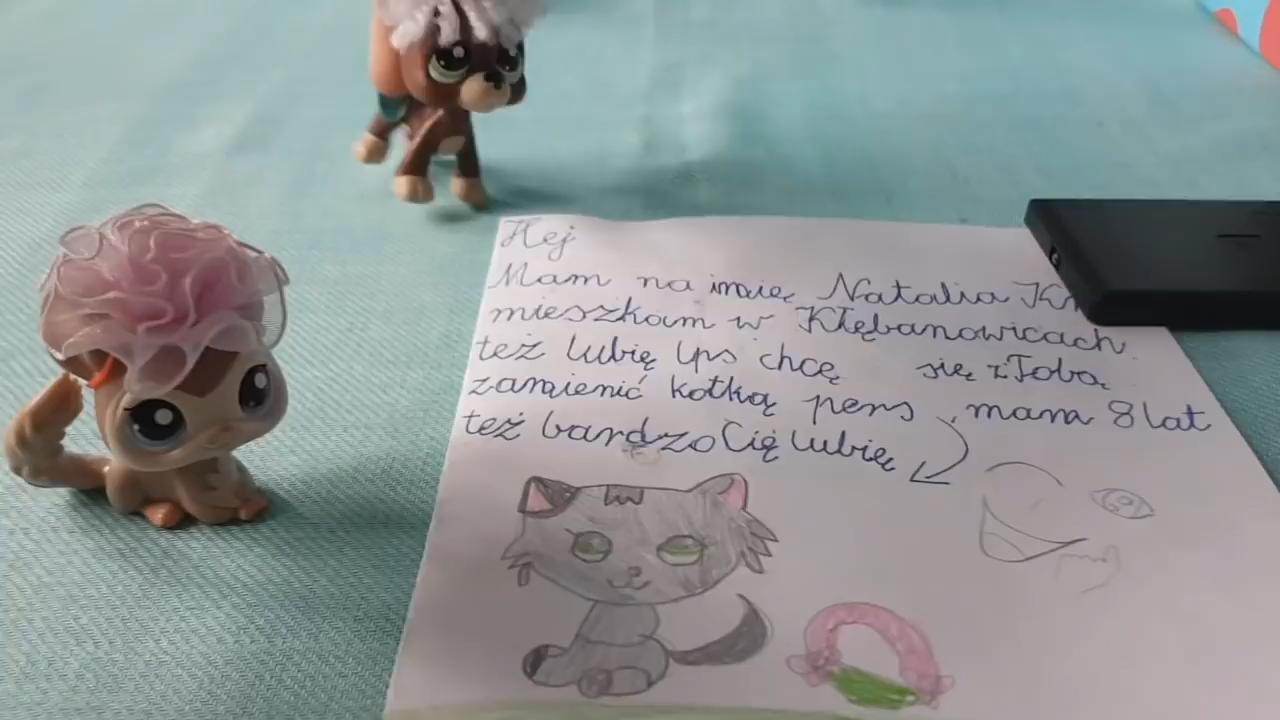 Hej
Mam na imię Natalia
mieszkam w Kłębanowicach
też lubię lps chcę się z Tobą
zamienić kotką pers, mam 8 lat
też bardzo Cię lubię